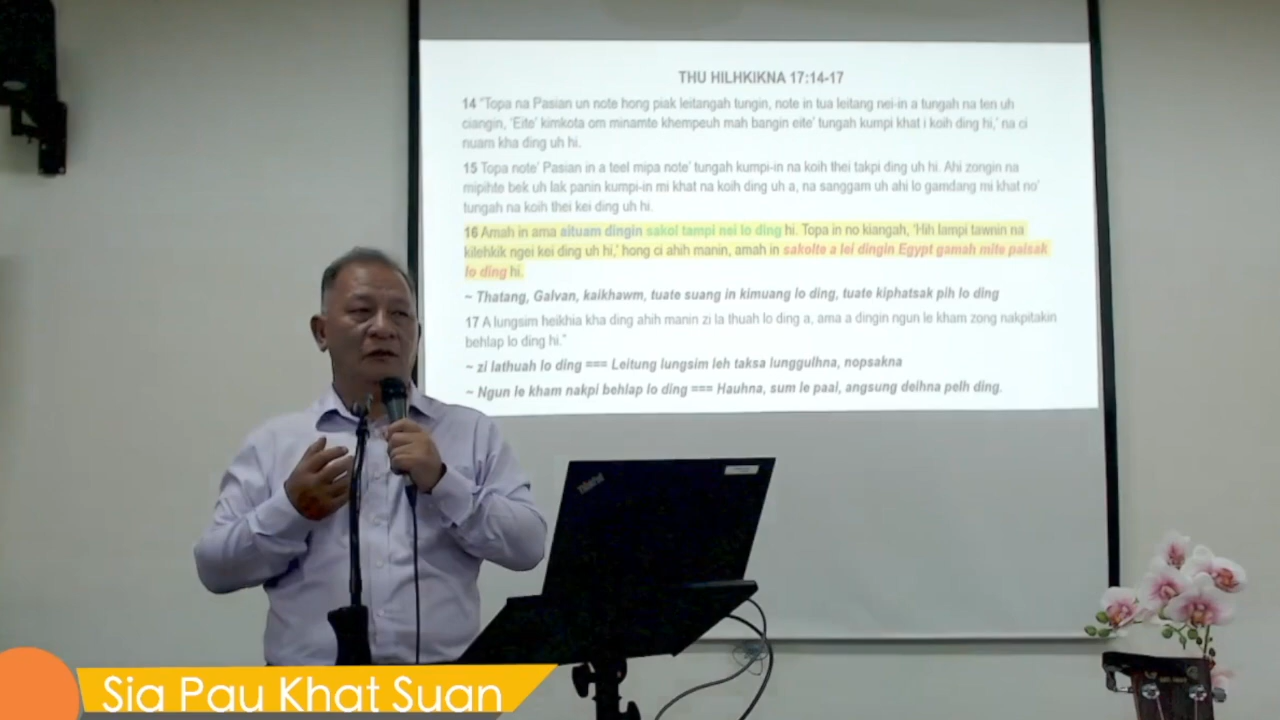 THU HILHKIKNA 17:14-17
14 "Topa na Pasian un note hong piak leitangah tungin, note in tua leitang nei-in a tungah na ten uh
ciangin, 'Eite' kimkota om minamte khempeuh mah bangin eite' tungah kumpi khat i koih ding hi,' na ci
nuam kha ding uh hi.
15 Topa note' Pasian in a teel mipa note' tungah kumpi-in na koih thei takpi ding uh hi. Ahi zongin na
mipihte bek uh lak panin kumpi-in mi khat na koih ding uh a, na sanggam uh ahi lo gamdang mi khat no'
tungah na koih thei kei ding uh hi.
16 Amah in ama aituam dingin sakol tampi nei lo ding hi. Topa in no kiangah, 'Hih lampi tawnin na
kilehkik ngei kei ding uh hi,' hong ci ahih manin, amah in sakolte a lei dingin Egypt gamah mite paisak
lo ding hi.
~ Thatang, Galvan, kaikhawm, tuate suang in kimuang lo ding, tuate kiphatsak pih lo ding
17 A lungsim heikhia kha ding ahih manin zi la thuah lo ding a, ama a dingin ngun le kham zong nakpitakin
behlap lo ding hi."
~ zi lathuah lo ding === Leitung lungsim leh taksa lunggulhna, nopsakna
~ Ngun le kham nakpi behlap lo ding === Hauhna, sum le paai, angsung deihna pelh ding.
ThinkPad
Sia Pau Khat Suan